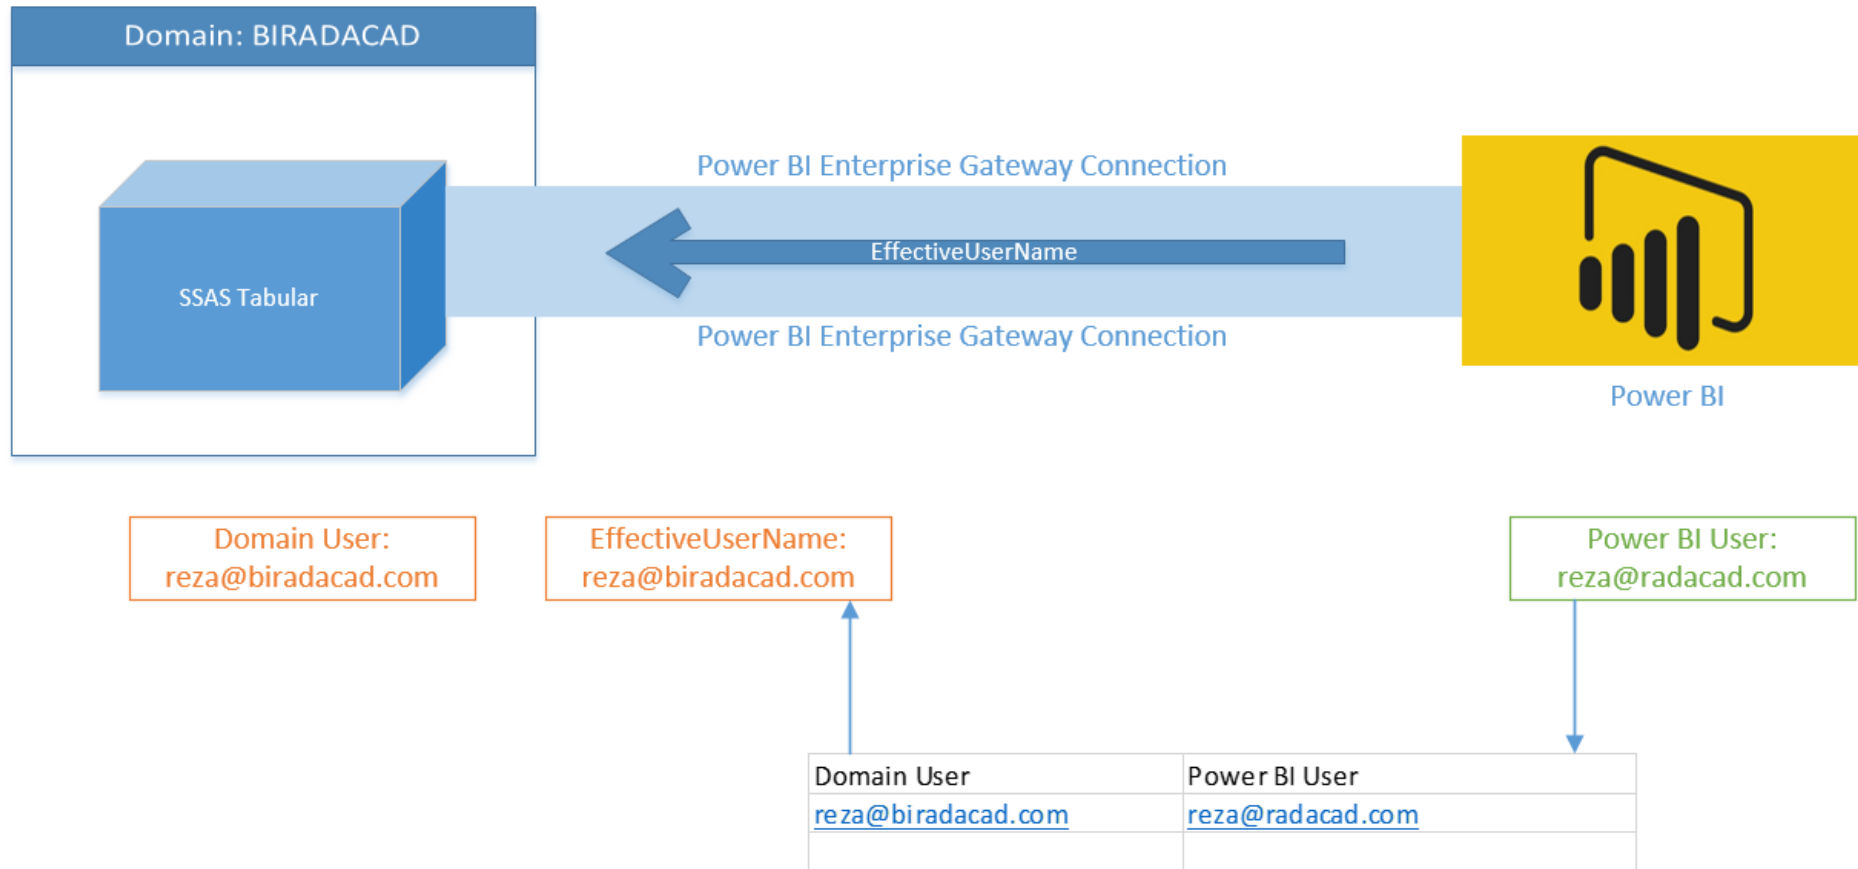 Domain: BIRADACAD
Power BI Enterprise Gateway Connection
EffectiveUserName
SSAS Tabular
Power BI Enterprise Gateway Connection
Power BI
Domain User:
reza@biradacad.com
EffectiveUserName:
reza@biradacad.com
Power BI User:
reza@radacad.com
Domain User Power BI User
reza@biradacad.com reza@radacad.com